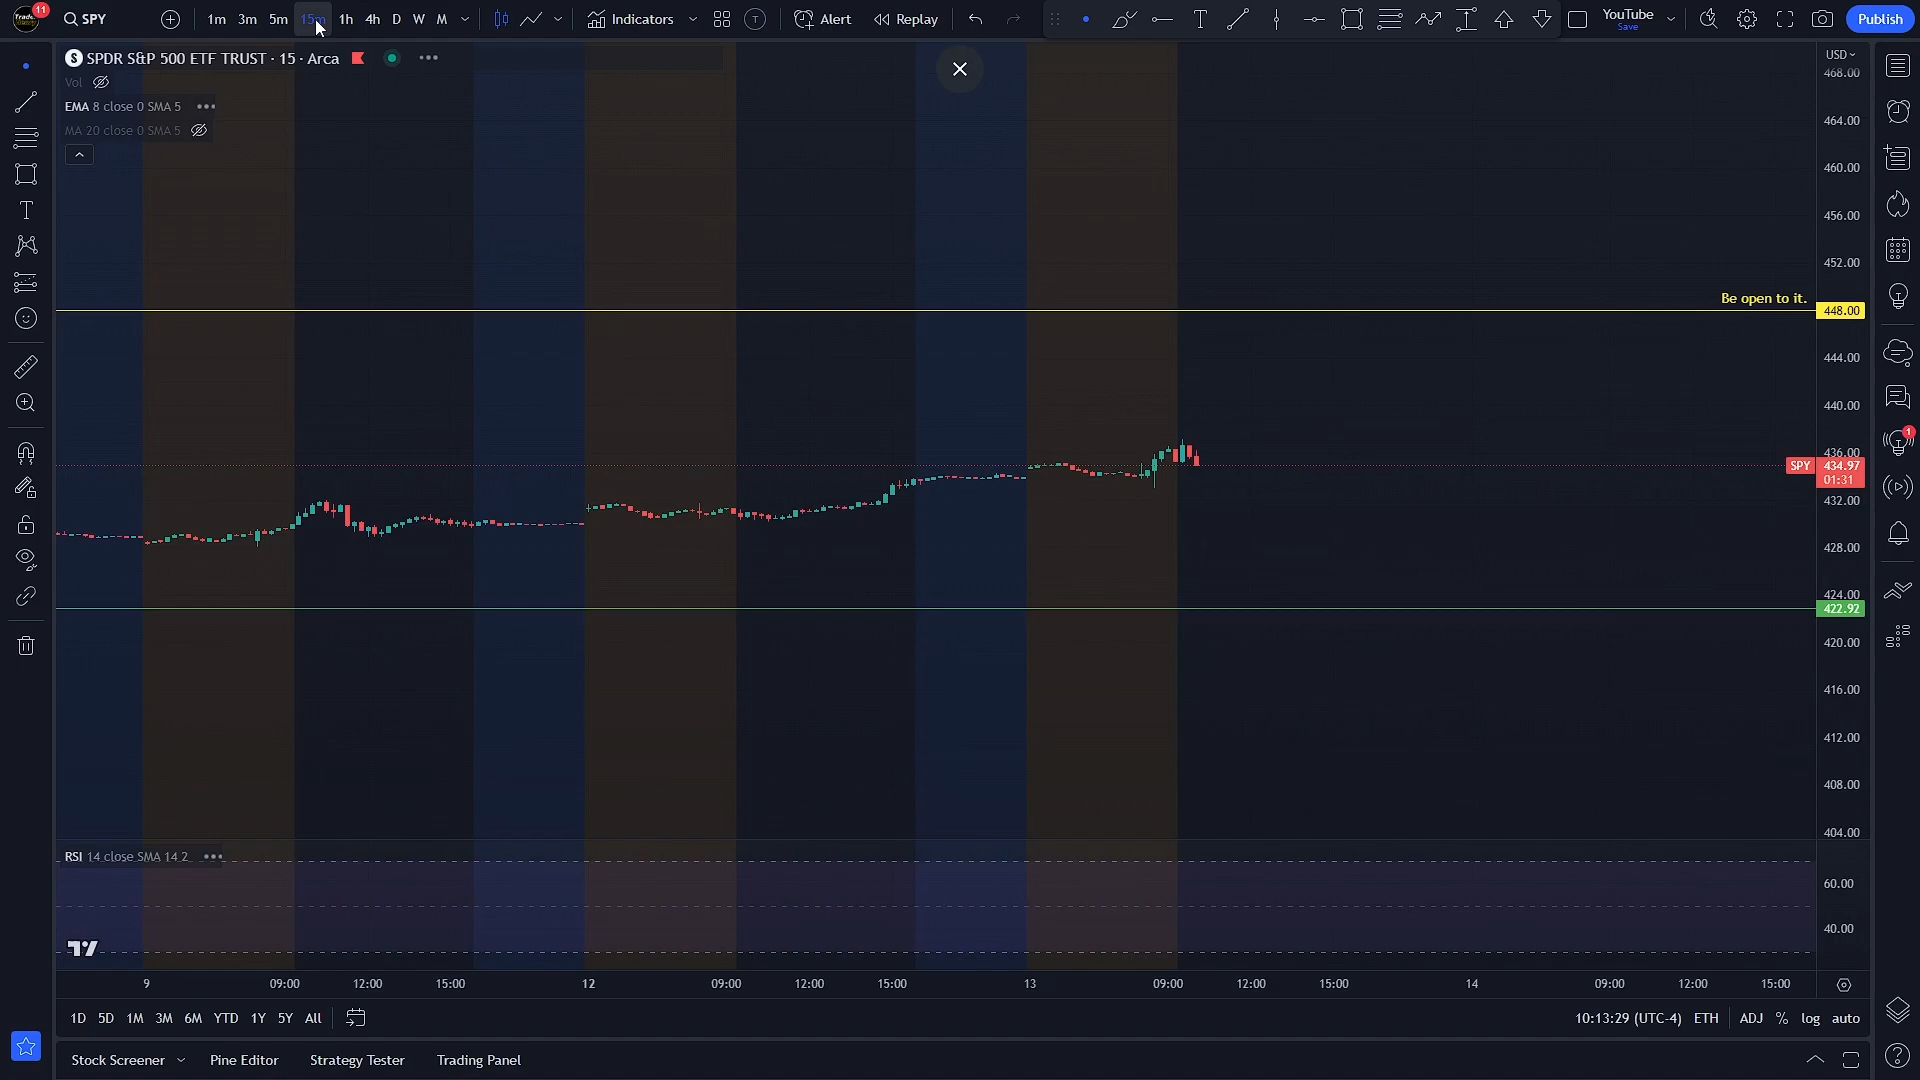 11
SPY
1m 3m 5m 15m 1h 4h D W M
Indicators
T
Alert
Replay
T
YouTube
Save
Publish
S SPDR S&P 500 ETF TRUST · 15 · Arca
Vol
EMA 8 close 0 SMA 5
MA 20 close 0 SMA 5
USD
468.00
464.00
460.00
456.00
452.00
Be open to it.
448.00
444.00
440.00
436.00
SPY 434.97
01:31
432.00
428.00
424.00
422.92
420.00
416.00
412.00
408.00
404.00
1
RSI 14 close SMA 14 2
60.00
40.00
9 09:00 12:00 15:00 12 09:00 12:00 15:00 13 09:00 12:00 15:00 14 09:00 12:00 15:00
1D 5D 1M 3M 6M YTD 1Y 5Y All
10:13:29 (UTC-4) ETH ADJ % log auto
Stock Screener Pine Editor Strategy Tester Trading Panel